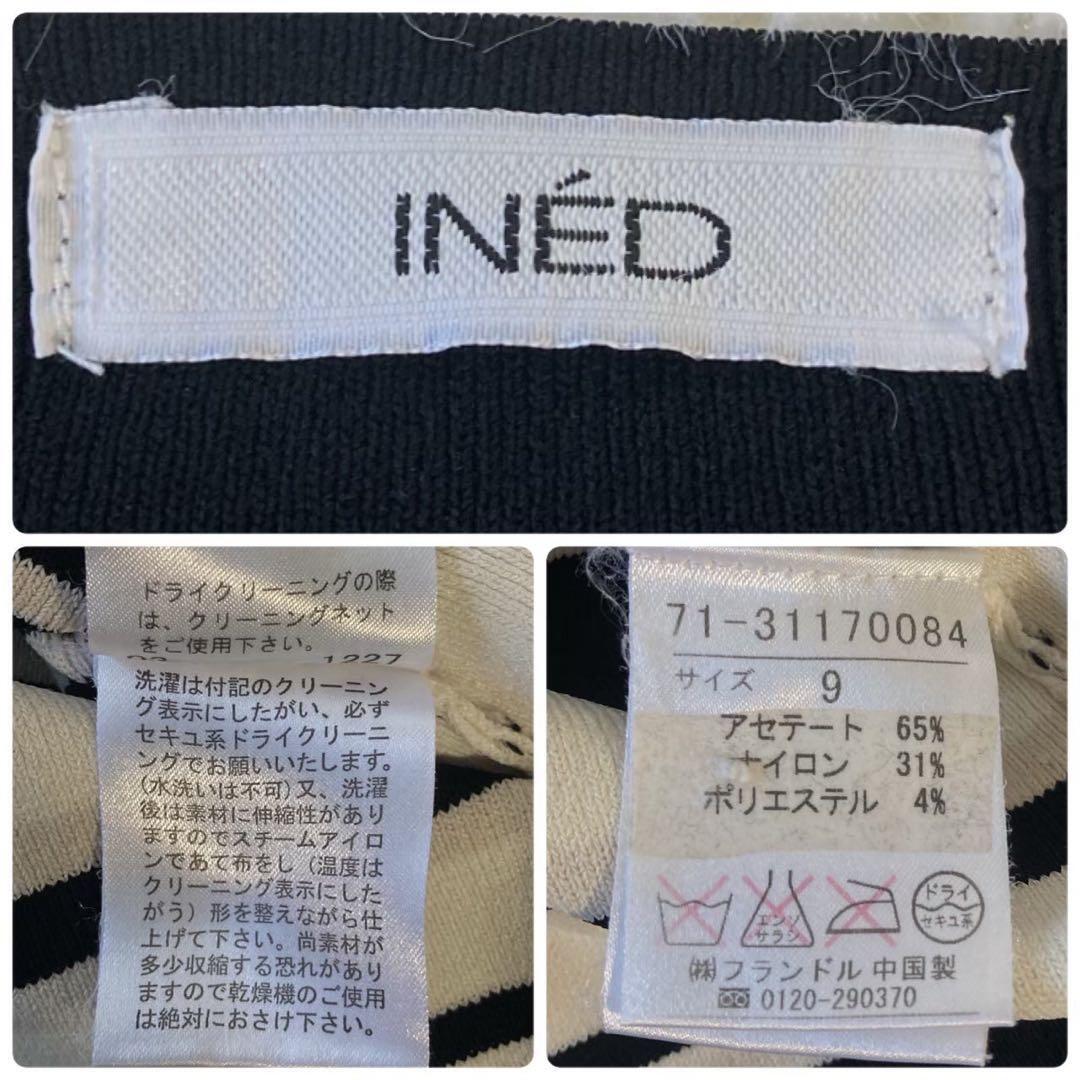 INÉD
ドライクリーニングの際
は、クリーニングネット
をご使用下さい。
1227
洗濯は付記のクリーニン
グ表示にしたがい、必ず
セキユ系ドライクリーニ
ングでお願いいたします。
(水洗いは不可)又、洗濯
後は素材に伸縮性があり
ますのでスチームアイロ
ンであて布をし（温度は
クリーニング表示にした
がう）形を整えながら仕
上げて下さい。尚素材が
多少収縮する恐れがあり
ますので乾燥機のご使用
は絶対におさけ下さい。
71-31170084
サイズ 9
アセテート 65%
ナイロン 31%
ポリエステル 4%
エンソ
サラシ
ドライ
セキユ系
㈱フランドル 中国製
0120-290370